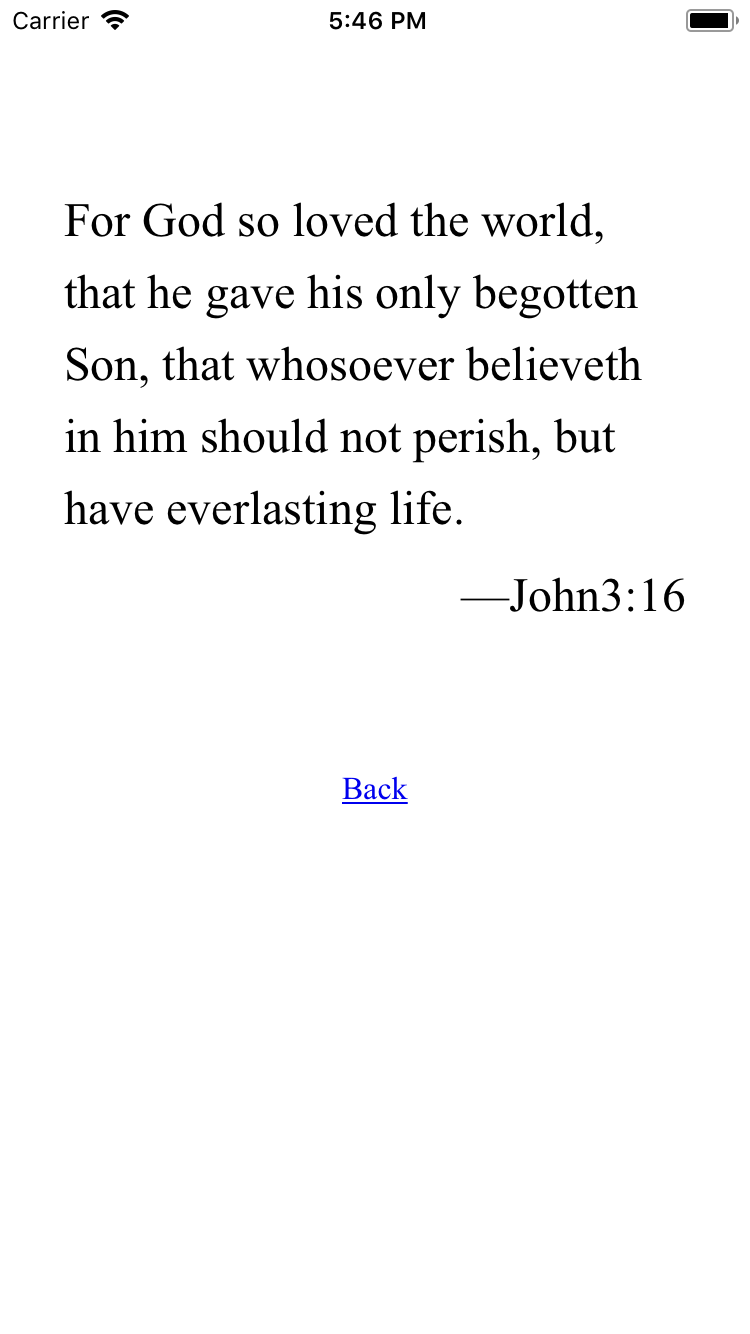 Carrier 5:46 PM
For God so loved the world,
that he gave his only begotten
Son, that whosoever believeth
in him should not perish, but
have everlasting life.
—John3:16
Back